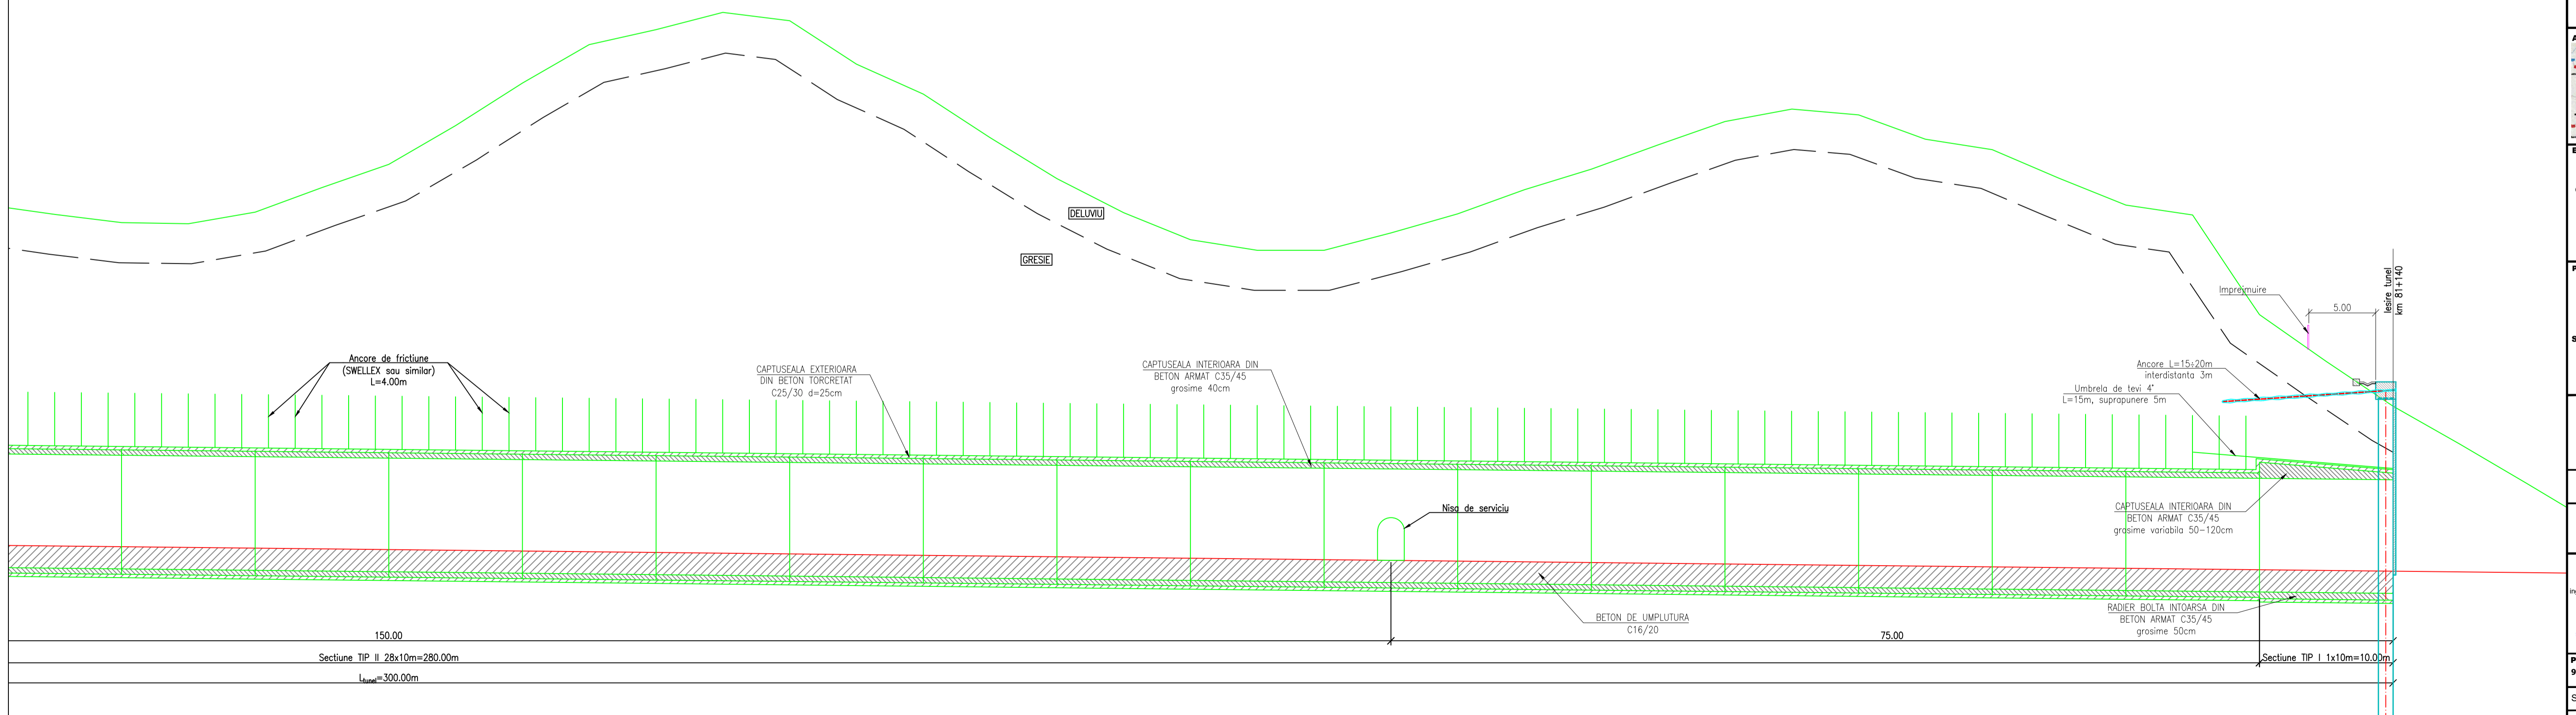 DELUVIU
GRESIE
Imprejmuire
5.00
Iesire tunel
km 81+140
Ancore de frictiune
(SWELLEX sau similar)
L=4.00m
CAPTUSEALA EXTERIOARA
DIN BETON TORCRETAT
C25/30 d=25cm
CAPTUSEALA INTERIOARA DIN
BETON ARMAT C35/45
grosime 40cm
Ancore L=15÷20m
interdistanta 3m
Umbrela de tevi 4"
L=15m, suprapunere 5m
Nisa de serviciu
CAPTUSEALA INTERIOARA DIN
BETON ARMAT C35/45
grosime variabila 50-120cm
BETON DE UMPLUTURA
C16/20
RADIER BOLTA INTOARSA DIN
BETON ARMAT C35/45
grosime 50cm
150.00
75.00
Sectiune TIP II 28x10m=280.00m
Sectiune TIP I 1x10m=10.00m
Ltunel=300.00m